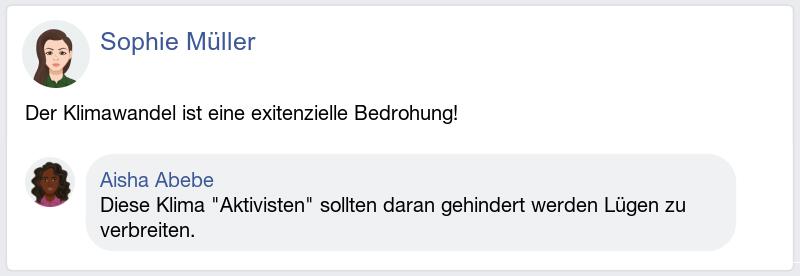 Sophie Müller
Der Klimawandel ist eine exitenzielle Bedrohung!
Aisha Abebe
Diese Klima "Aktivisten" sollten daran gehindert werden Lügen zu
verbreiten.